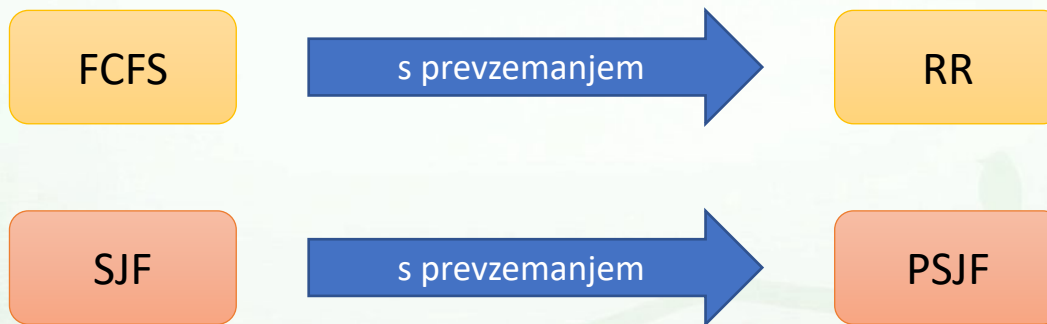 FCFS
s prevzemanjem
RR
SJF
s prevzemanjem
PSJF